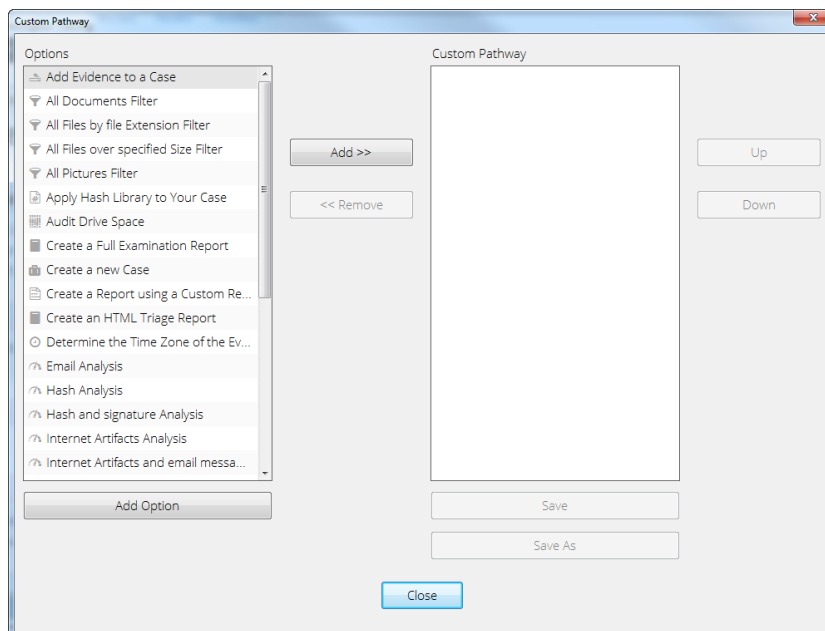 Custom Pathway
Options
Custom Pathway
Add Evidence to a Case
All Documents Filter
All Files by file Extension Filter
All Files over specified Size Filter
All Pictures Filter
Apply Hash Library to Your Case
Audit Drive Space
Create a Full Examination Report
Create a new Case
Create a Report using a Custom Re...
Create an HTML Triage Report
Determine the Time Zone of the Ev...
Email Analysis
Hash Analysis
Hash and signature Analysis
Internet Artifacts Analysis
Internet Artifacts and email messa...
Add >>
<< Remove
Up
Down
Add Option
Save
Save As
Close